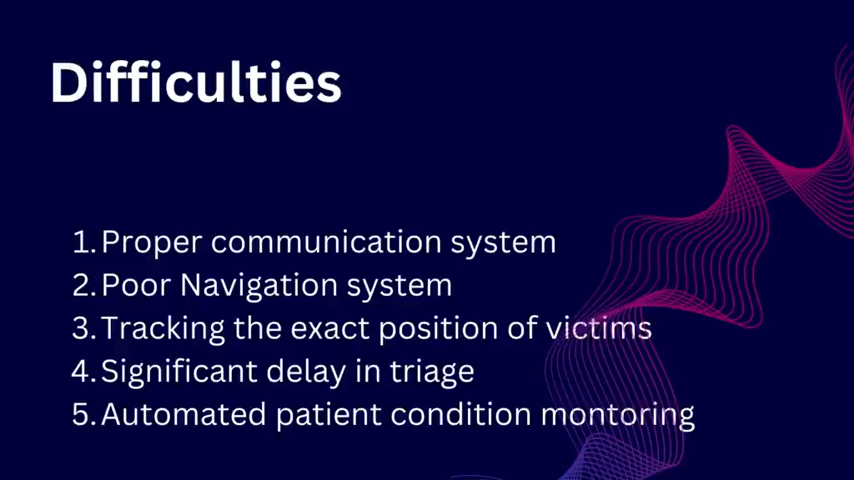 Difficulties
1. Proper communication system
2. Poor Navigation system
3. Tracking the exact position of victims
4. Significant delay in triage
5. Automated patient condition montoring